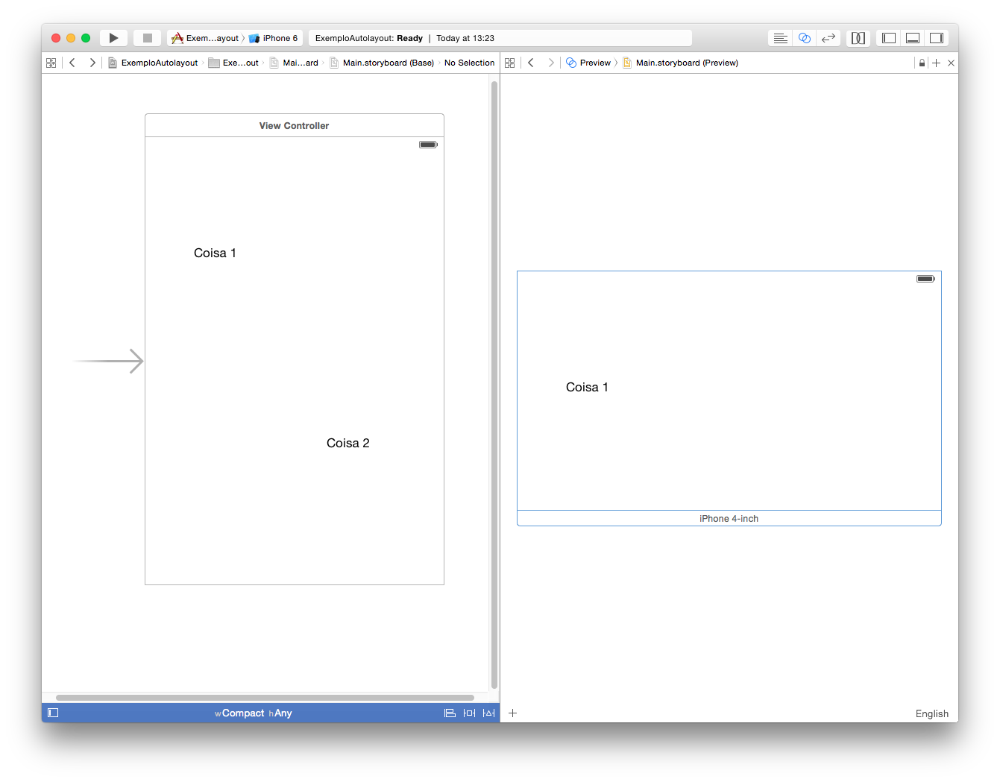 Exem...ayout iPhone 6 ExemploAutolayout: Ready | Today at 13:23
ExemploAutolayout Exe...out Mai...ard Main.storyboard (Base) No Selection
Preview Main.storyboard (Preview)
View Controller
Coisa 1
Coisa 2
Coisa 1
iPhone 4-inch
wCompact hAny
English